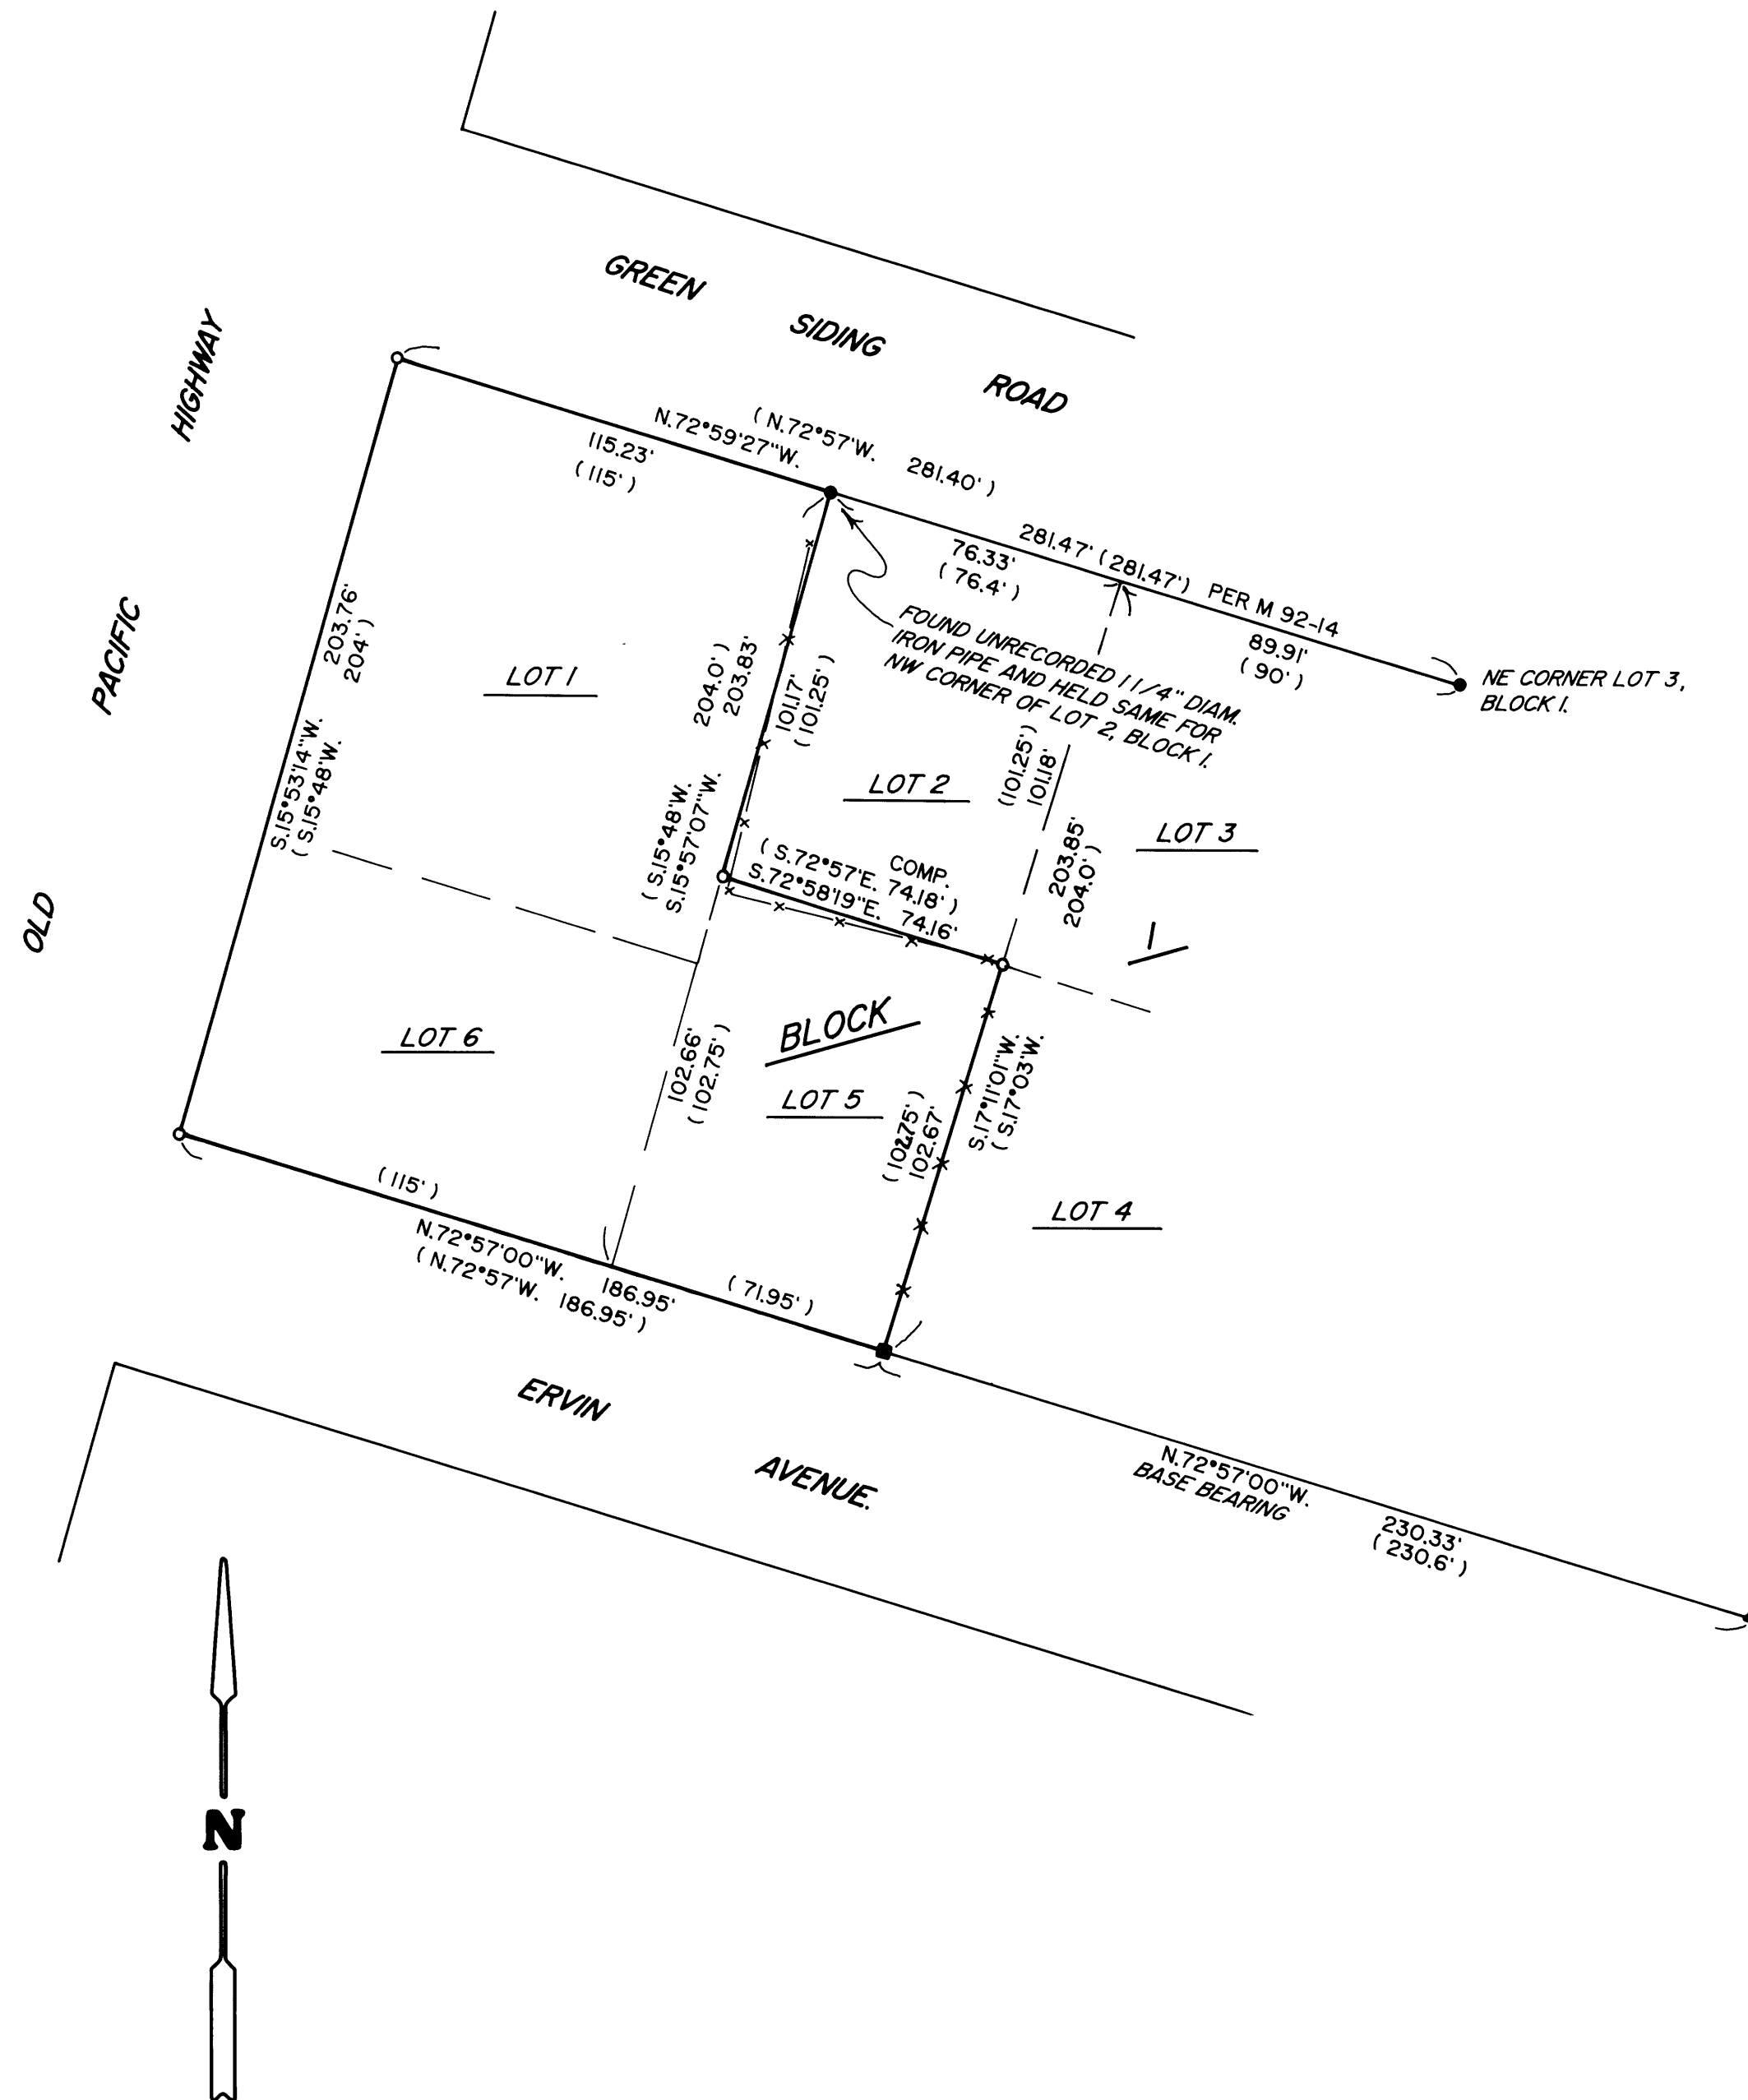 GREEN SIDING ROAD
OLD PACIFIC HIGHWAY
( N.72°57'W. 281.40' )
N.72°59'27"W.
281.47' (281.47') PER M 92-14
115.23'
(115')
76.33'
( 76.4' )
89.91'
( 90' )
NE CORNER LOT 3,
BLOCK 1.
FOUND UNRECORDED 1 1/4" DIAM.
IRON PIPE AND HELD SAME FOR
NW CORNER OF LOT 2, BLOCK 1.
203.76'
204' )
S.15°53'14"W.
( S.15°48'W.
LOT 1
204.0' )
203.83'
101.17'
(101.25')
( S.15°48'W.
S.15°57'07"W.
LOT 2
(101.25')
101.18'
LOT 3
203.85'
204.0')
COMP.
( S.72°57'E. 74.18' )
S.72°58'19"E. 74.16'
BLOCK 1
LOT 6
102.66'
(102.75')
LOT 5
(102.75')
102.67'
S.17°11'01"W.
( S.17°03'W.
LOT 4
(115')
( 71.95' )
N.72°57'00"W. 186.95'
( N.72°57'W. 186.95' )
ERVIN AVENUE.
N.72°57'00"W.
BASE BEARING
230.33'
( 230.6' )
N